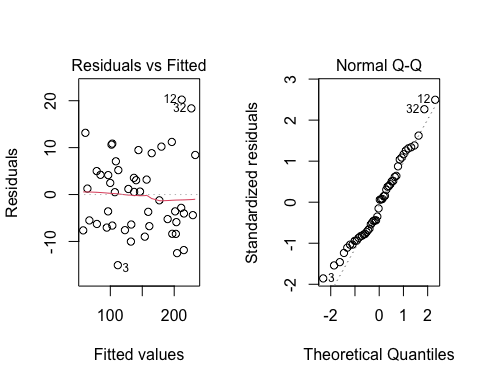 Residuals vs Fitted
Residuals
-10 0 10 20
12
32
3
100 200
Fitted values
Normal Q-Q
Standardized residuals
-2 -1 0 1 2 3
12
32
3
-2 0 1 2
Theoretical Quantiles